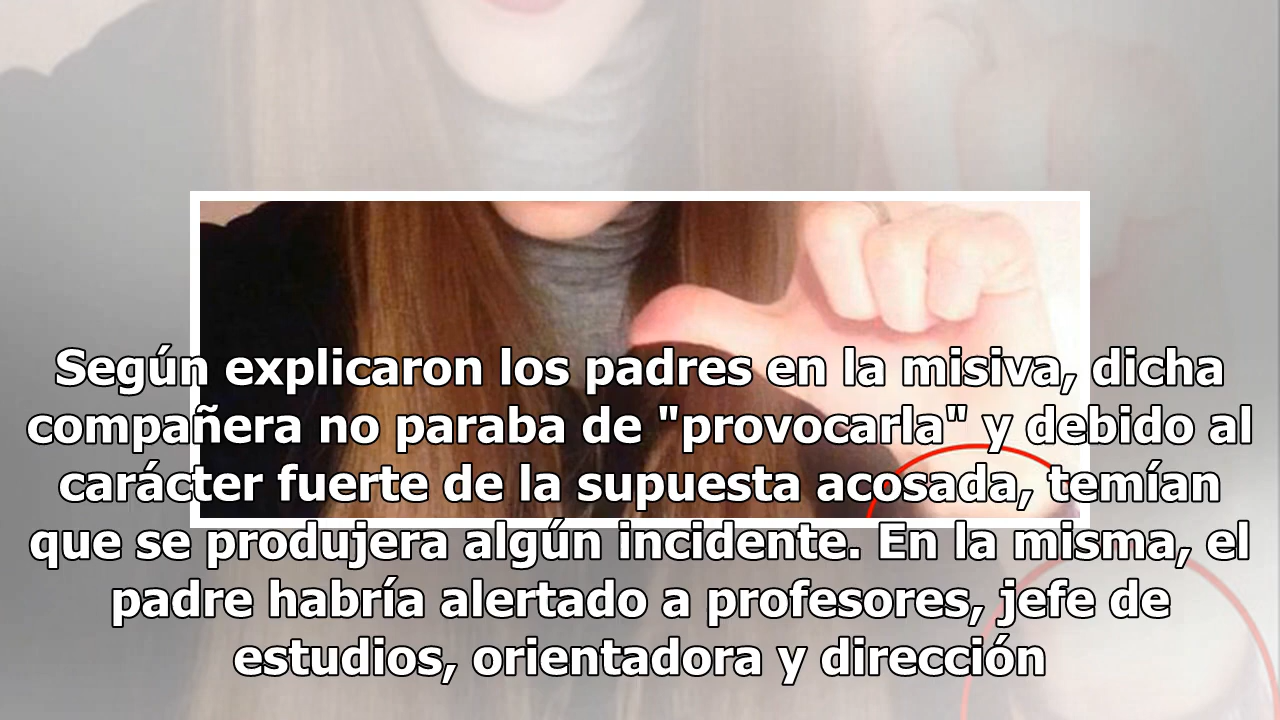 Según explicaron los padres en la misiva, dicha
compañera no paraba de "provocarla" y debido al
carácter fuerte de la supuesta acosada, temían
que se produjera algún incidente. En la misma, el
padre habría alertado a profesores, jefe de
estudios, orientadora y dirección